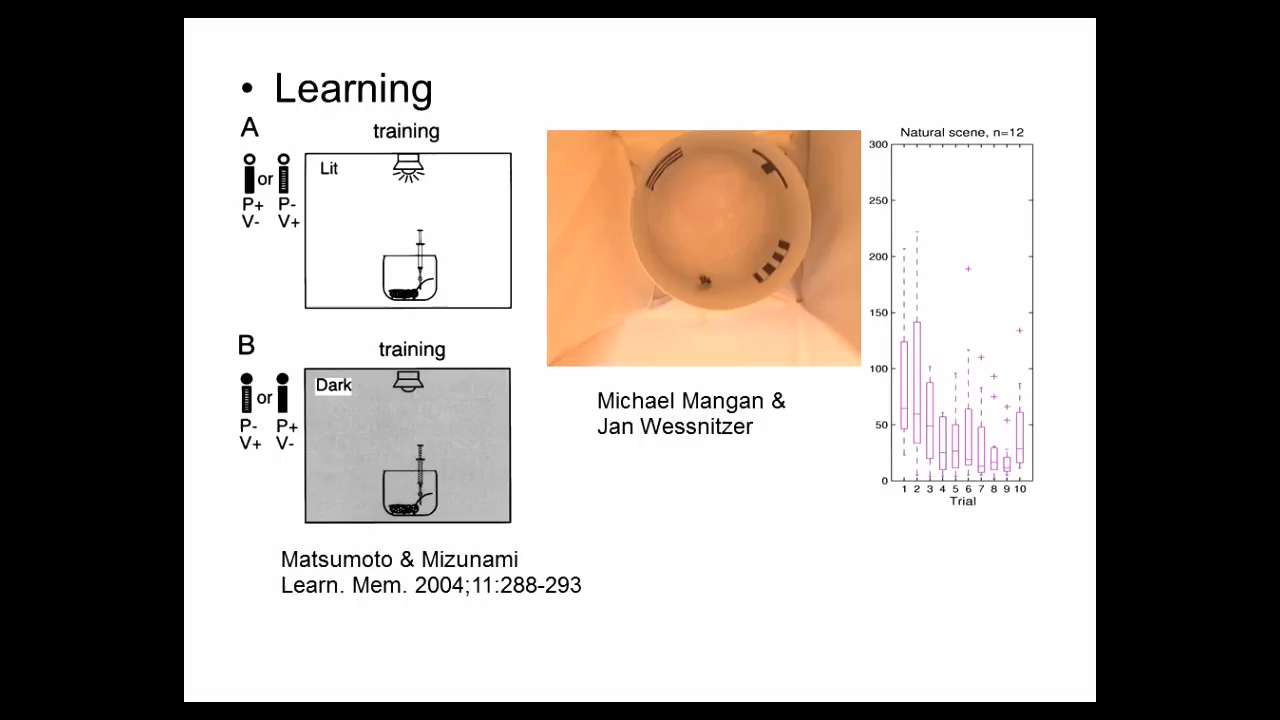 • Learning
A
training
Lit
or
P+ P-
V- V+
B
training
Dark
or
P- P+
V+ V-
Matsumoto & Mizunami
Learn. Mem. 2004;11:288-293
Michael Mangan &
Jan Wessnitzer
Natural scene, n=12
300
250
200
150
100
50
0
1 2 3 4 5 6 7 8 9 10
Trial